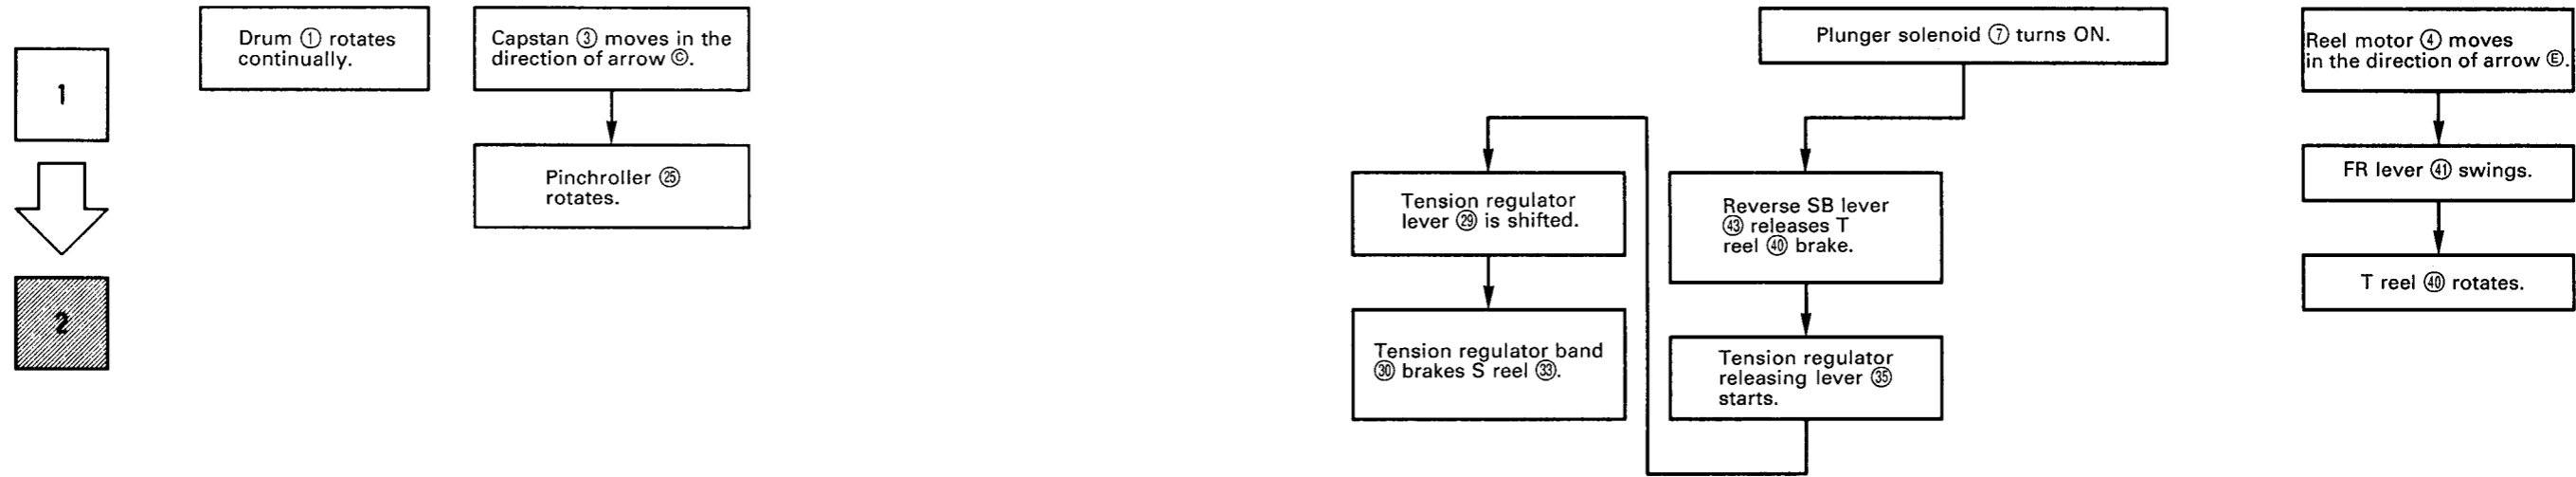 1
2
Drum ① rotates
continually.
Capstan ③ moves in the
direction of arrow Ⓒ.
Pinchroller ㉕
rotates.
Plunger solenoid ⑦ turns ON.
Reverse SB lever
㊸ releases T
reel ㊵ brake.
Tension regulator
releasing lever ㉟
starts.
Tension regulator
lever ㉙ is shifted.
Tension regulator band
㉚ brakes S reel ㉝.
Reel motor ④ moves
in the direction of arrow Ⓔ.
FR lever ㊶ swings.
T reel ㊵ rotates.